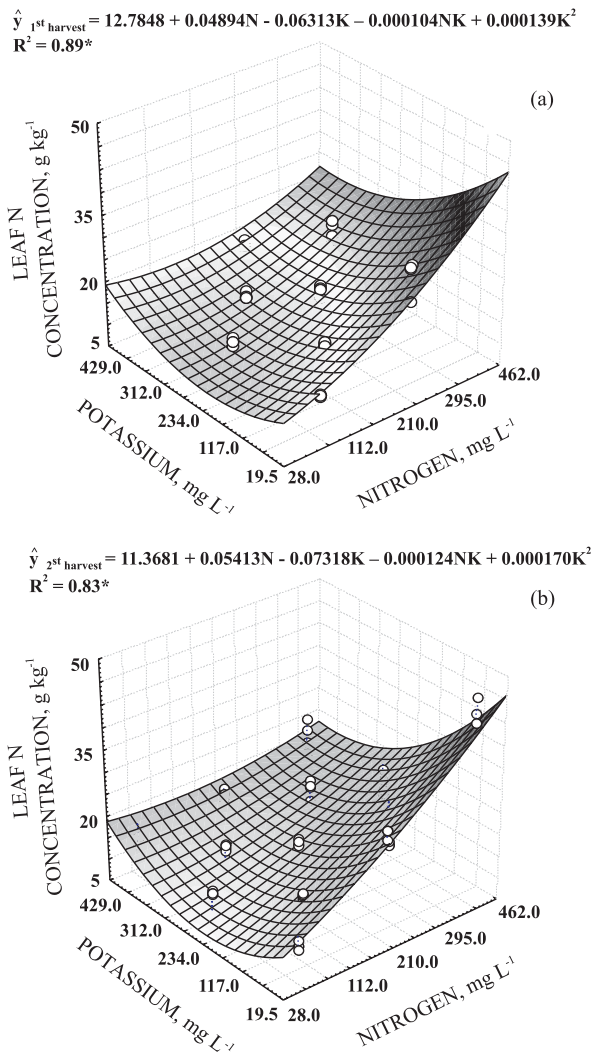 ŷ 1st harvest = 12.7848 + 0.04894N - 0.06313K – 0.000104NK + 0.000139K²
R² = 0.89*
(a)
50
35
20
5
LEAF N
CONCENTRATION, g kg⁻¹
429.0
312.0
234.0
117.0
19.5
POTASSIUM, mg L⁻¹
28.0
112.0
210.0
295.0
462.0
NITROGEN, mg L⁻¹
ŷ 2st harvest = 11.3681 + 0.05413N - 0.07318K – 0.000124NK + 0.000170K²
R² = 0.83*
(b)
50
35
20
5
LEAF N
CONCENTRATION, g kg⁻¹
429.0
312.0
234.0
117.0
19.5
POTASSIUM, mg L⁻¹
28.0
112.0
210.0
295.0
462.0
NITROGEN, mg L⁻¹